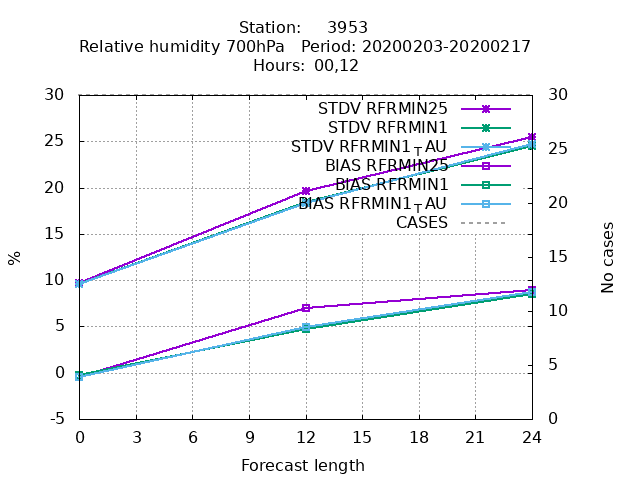 Station: 3953
Relative humidity 700hPa Period: 20200203-20200217
Hours: 00,12
30 30
STDV RFRMIN25
STDV RFRMIN1
25 25
STDV RFRMIN1TAU
BIAS RFRMIN25
BIAS RFRMIN1
20 20
BIAS RFRMIN1TAU
CASES
15 15
%
No cases
10 10
5 5
0
-5 0
0 3 6 9 12 15 18 21 24
Forecast length